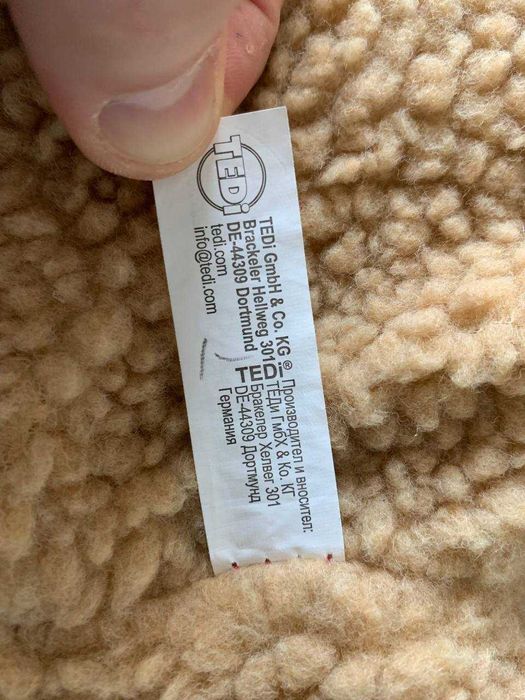 TEDi
TEDi GmbH & Co. KG
Brackeler Hellweg 301
DE-44309 Dortmund
tedi.com
info@tedi.com
TEDi ®
Производител и вносител:
ТЕДи ГмбХ & Ко. КГ
Бракелер Хелвег 301
DE-44309 Дортмунд
Германия